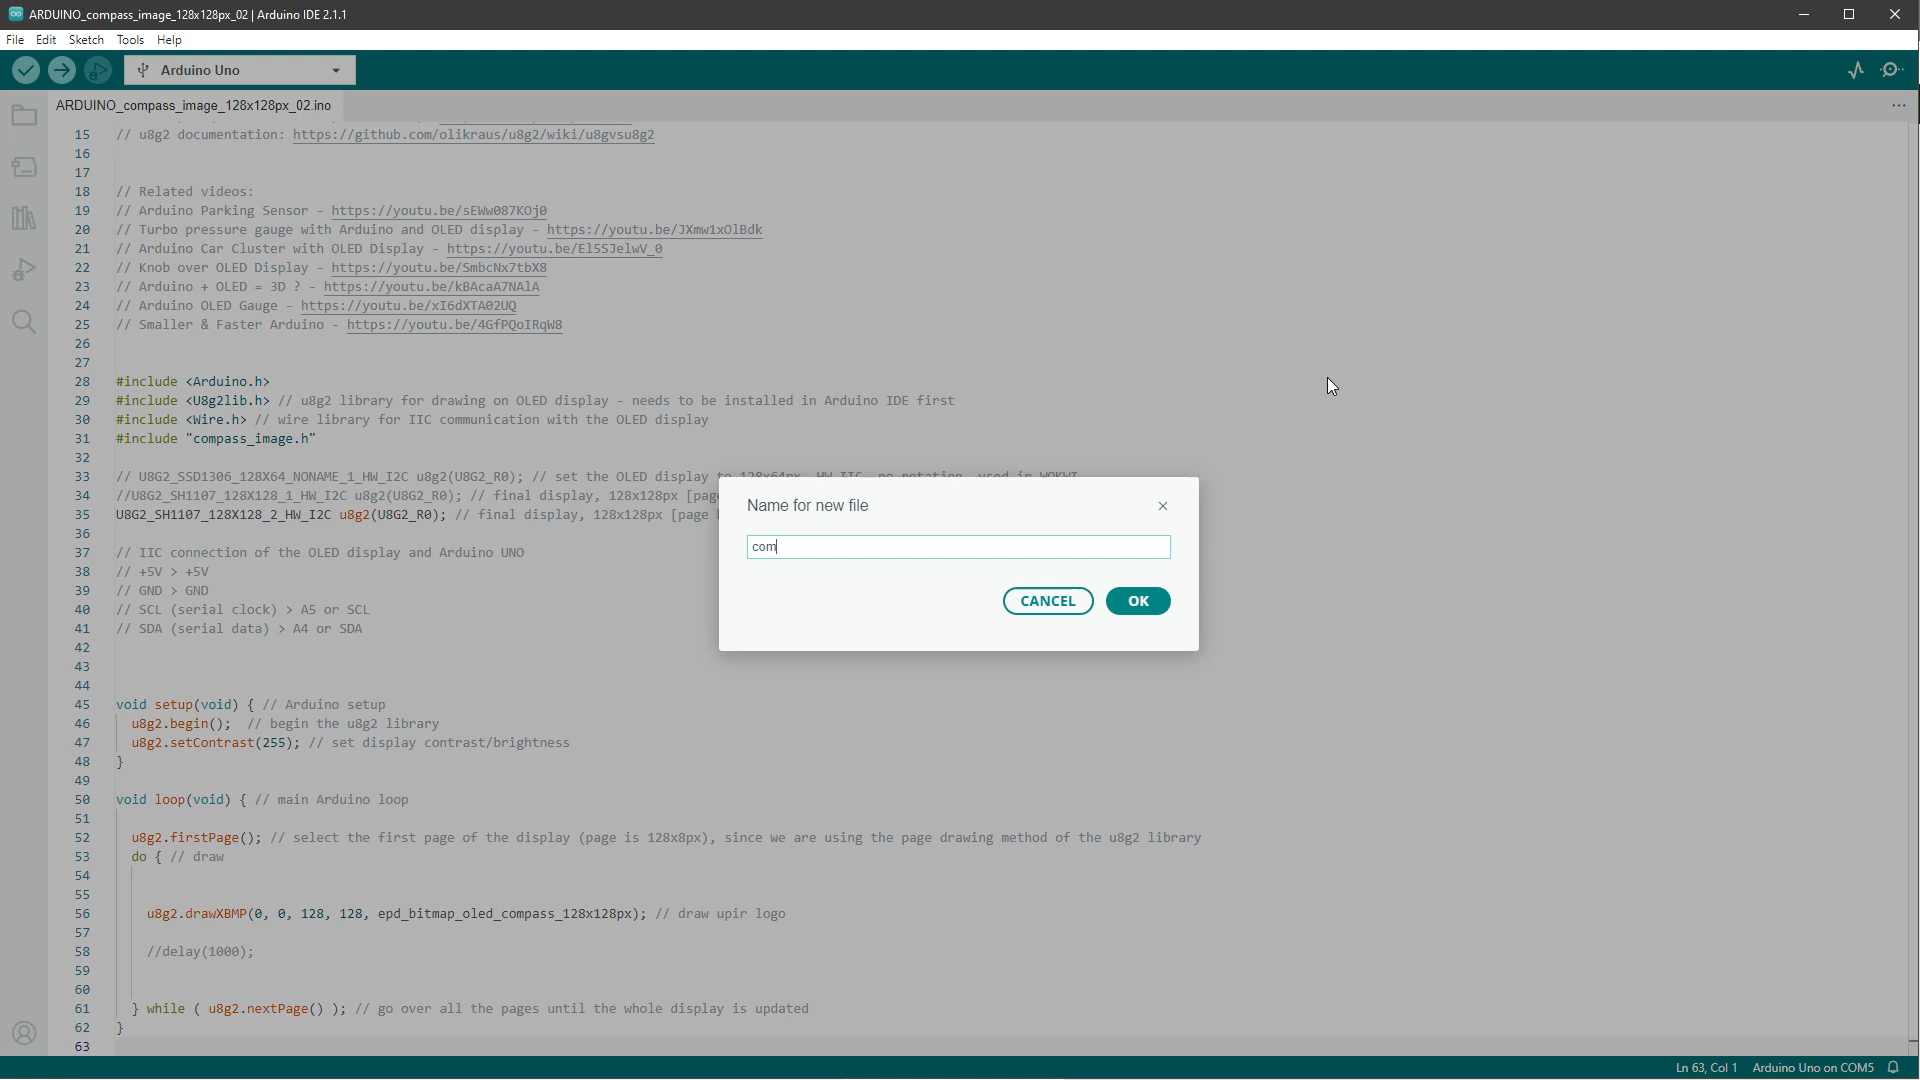 ARDUINO_compass_image_128x128px_02 | Arduino IDE 2.1.1
File Edit Sketch Tools Help
Arduino Uno
ARDUINO_compass_image_128x128px_02.ino
15 // u8g2 documentation: https://github.com/olikraus/u8g2/wiki/u8gvsu8g2
16
17
18 // Related videos:
19 // Arduino Parking Sensor - https://youtu.be/sEWw087KOj0
20 // Turbo pressure gauge with Arduino and OLED display - https://youtu.be/JXmw1xOlBdk
21 // Arduino Car Cluster with OLED Display - https://youtu.be/El5SJelwV_0
22 // Knob over OLED Display - https://youtu.be/SmbcNx7tbX8
23 // Arduino + OLED = 3D ? - https://youtu.be/kBAcaA7NAlA
24 // Arduino OLED Gauge - https://youtu.be/xI6dXTA02UQ
25 // Smaller & Faster Arduino - https://youtu.be/4GfPQoIRqW8
26
27
28 #include <Arduino.h>
29 #include <U8g2lib.h> // u8g2 library for drawing on OLED display - needs to be installed in Arduino IDE first
30 #include <Wire.h> // wire library for IIC communication with the OLED display
31 #include "compass_image.h"
32
33 // U8G2_SSD1306_128X64_NONAME_1_HW_I2C u8g2(U8G2_R0); // set the OLED display to 128x64px, HW IIC, no rotation, used in WOKWI
34 //U8G2_SH1107_128X128_1_HW_I2C u8g2(U8G2_R0); // final display, 128x128px [pag
35 U8G2_SH1107_128X128_2_HW_I2C u8g2(U8G2_R0); // final display, 128x128px [page
36
37 // IIC connection of the OLED display and Arduino UNO
38 // +5V > +5V
39 // GND > GND
40 // SCL (serial clock) > A5 or SCL
41 // SDA (serial data) > A4 or SDA
42
43
44
45 void setup(void) { // Arduino setup
46 u8g2.begin(); // begin the u8g2 library
47 u8g2.setContrast(255); // set display contrast/brightness
48 }
49
50 void loop(void) { // main Arduino loop
51
52 u8g2.firstPage(); // select the first page of the display (page is 128x8px), since we are using the page drawing method of the u8g2 library
53 do { // draw
54
55
56 u8g2.drawXBMP(0, 0, 128, 128, epd_bitmap_oled_compass_128x128px); // draw upir logo
57
58 //delay(1000);
59
60
61 } while ( u8g2.nextPage() ); // go over all the pages until the whole display is updated
62 }
63
Name for new file
com
CANCEL OK
Ln 63, Col 1 Arduino Uno on COM5